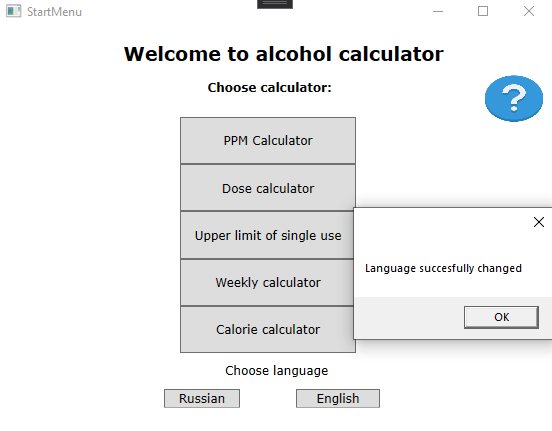 StartMenu
Welcome to alcohol calculator
Choose calculator:
?
PPM Calculator
Dose calculator
Upper limit of single use
Weekly calculator
Calorie calculator
Language succesfully changed
OK
Choose language
Russian
English